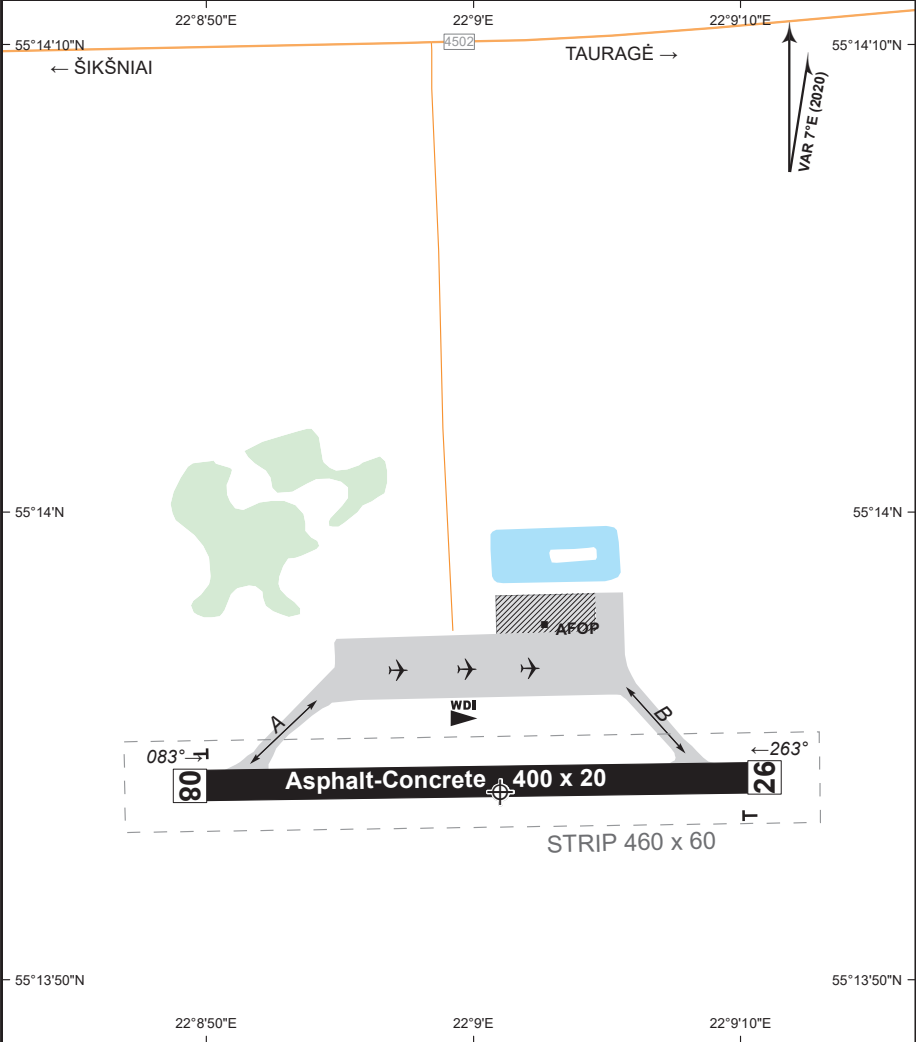 22°8'50"E
22°9'E
22°9'10"E
55°14'10"N
4502
55°14'10"N
← ŠIKŠNIAI
TAURAGĖ →
VAR 7°E (2020)
55°14'N
55°14'N
AFOP
WDI
A
B
083°→
T
←263°
08
Asphalt-Concrete 400 x 20
26
T
STRIP 460 x 60
55°13'50"N
55°13'50"N
22°8'50"E
22°9'E
22°9'10"E